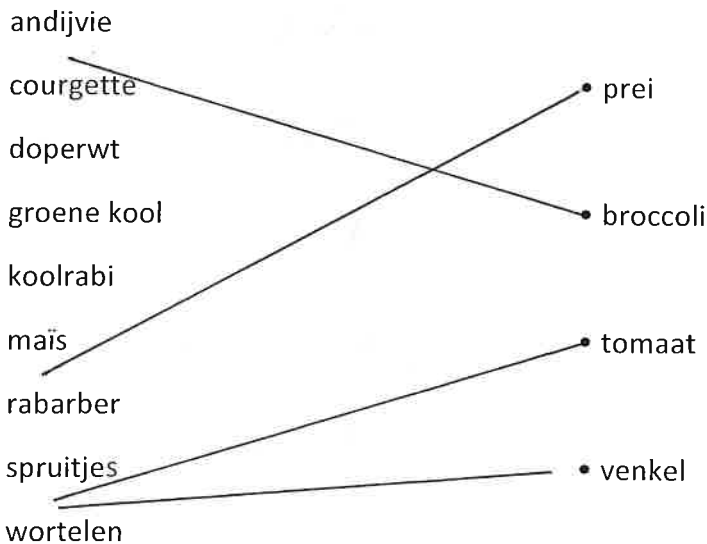 andijvie
courgette
doperwt
groene kool
koolrabi
maïs
rabarber
spruitjes
wortelen
• prei
• broccoli
• tomaat
• venkel